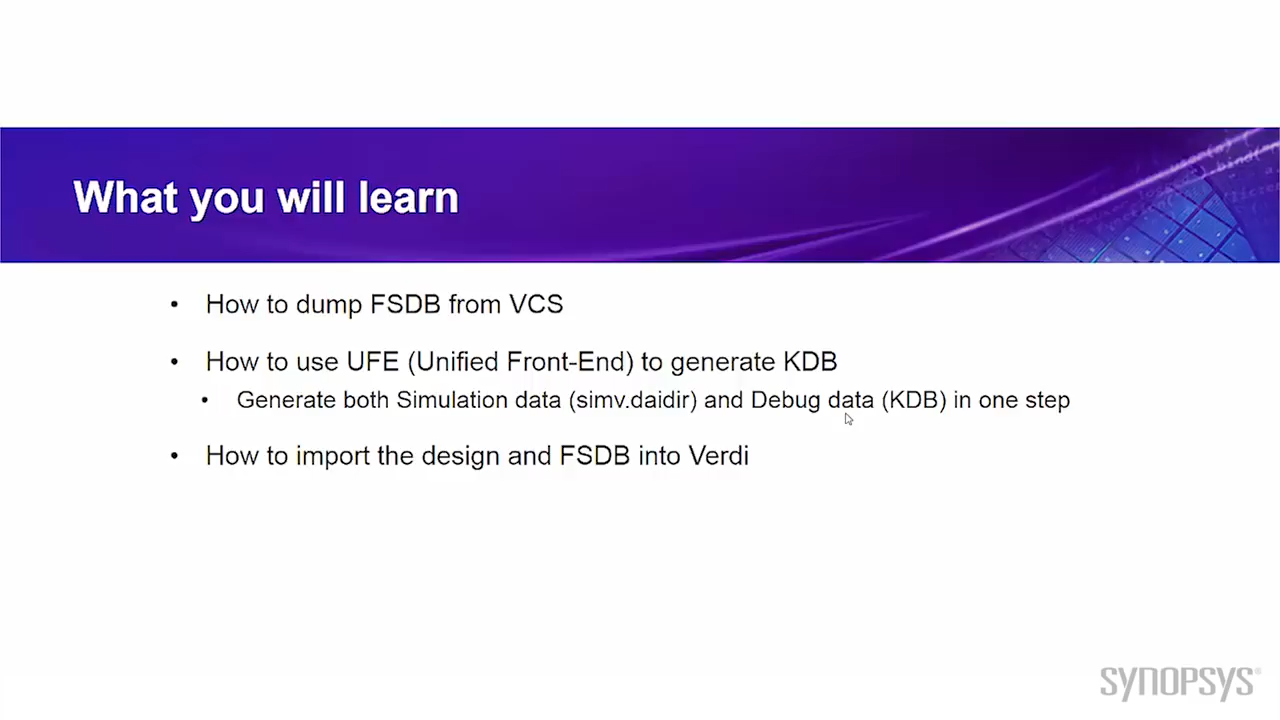 What you will learn
• How to dump FSDB from VCS
• How to use UFE (Unified Front-End) to generate KDB
• Generate both Simulation data (simv.daidir) and Debug data (KDB) in one step
• How to import the design and FSDB into Verdi
SYNOPSYS®